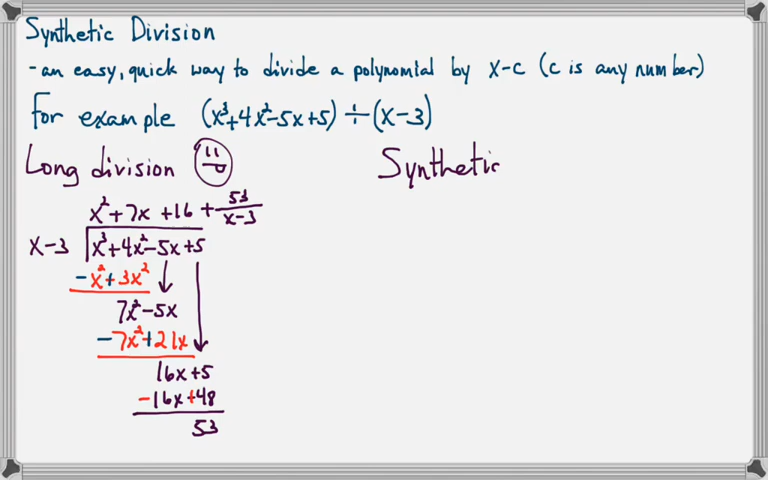 Synthetic Division
-an easy, quick way to divide a polynomial by x-c (c is any number)
For example (x³+4x²-5x+5)÷(x-3)
Long division
Synthetic
x²+7x+16+53/x-3
x-3 x³+4x²-5x+5
-x²+3x²
7x²-5x
-7x²+21x
16x+5
-16x+48
53